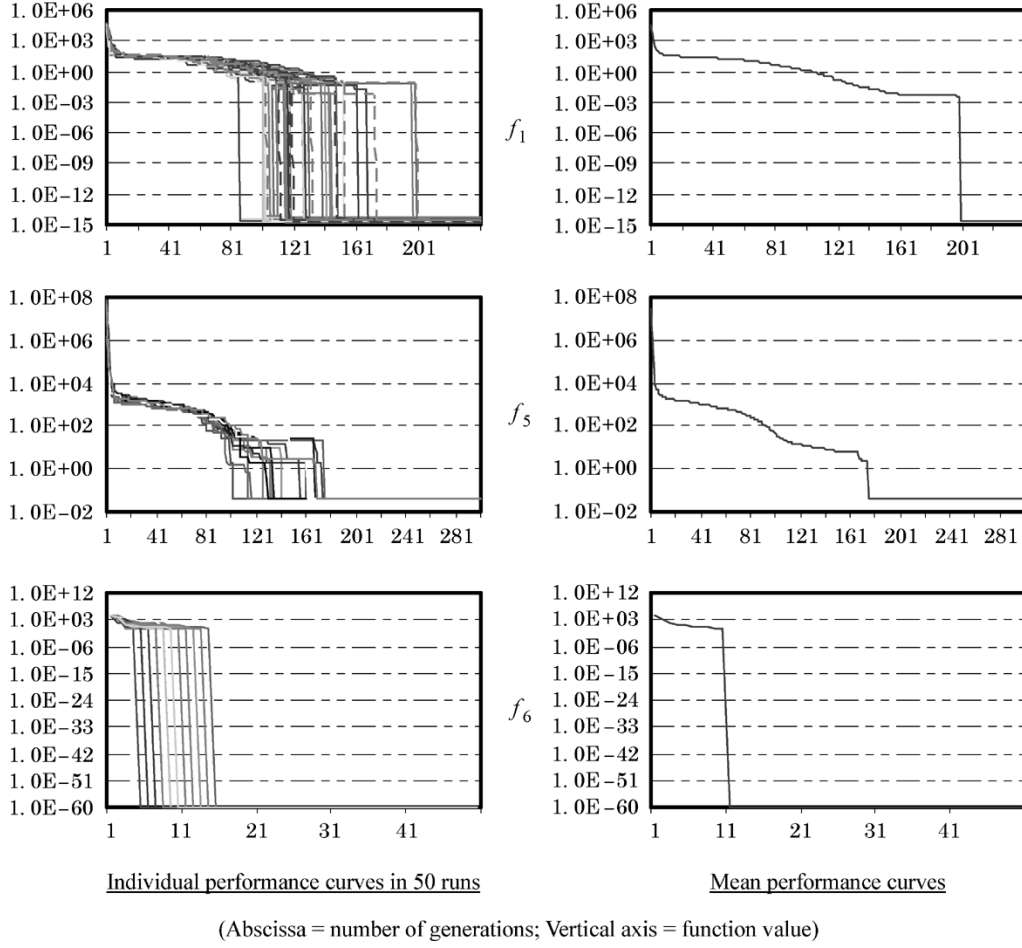 1. 0E+06
1. 0E+03
1. 0E+00
1. 0E−03
1. 0E−06
1. 0E−09
1. 0E−12
1. 0E−15
1 41 81 121 161 201
f1
1. 0E+06
1. 0E+03
1. 0E+00
1. 0E−03
1. 0E−06
1. 0E−09
1. 0E−12
1. 0E−15
1 41 81 121 161 201
1. 0E+08
1. 0E+06
1. 0E+04
1. 0E+02
1. 0E+00
1. 0E−02
1 41 81 121 161 201 241 281
f5
1. 0E+08
1. 0E+06
1. 0E+04
1. 0E+02
1. 0E+00
1. 0E−02
1 41 81 121 161 201 241 281
1. 0E+12
1. 0E+03
1. 0E−06
1. 0E−15
1. 0E−24
1. 0E−33
1. 0E−42
1. 0E−51
1. 0E−60
1 11 21 31 41
f6
1. 0E+12
1. 0E+03
1. 0E−06
1. 0E−15
1. 0E−24
1. 0E−33
1. 0E−42
1. 0E−51
1. 0E−60
1 11 21 31 41
Individual performance curves in 50 runs
Mean performance curves
(Abscissa = number of generations; Vertical axis = function value)